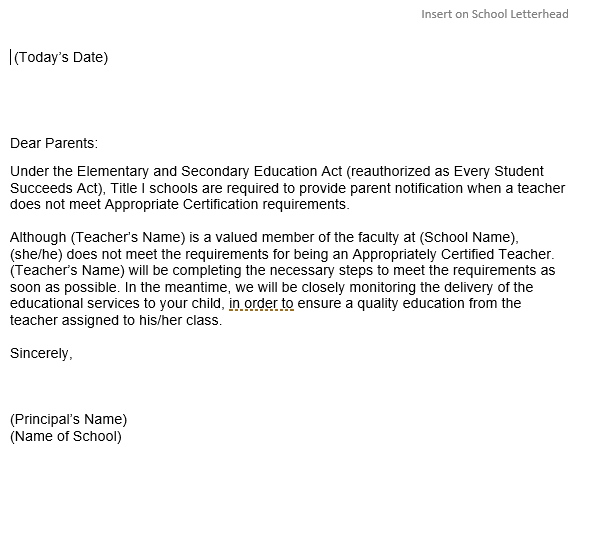 Insert on School Letterhead
(Today’s Date)
Dear Parents:
Under the Elementary and Secondary Education Act (reauthorized as Every Student
Succeeds Act), Title I schools are required to provide parent notification when a teacher
does not meet Appropriate Certification requirements.
Although (Teacher’s Name) is a valued member of the faculty at (School Name),
(she/he) does not meet the requirements for being an Appropriately Certified Teacher.
(Teacher’s Name) will be completing the necessary steps to meet the requirements as
soon as possible. In the meantime, we will be closely monitoring the delivery of the
educational services to your child, in order to ensure a quality education from the
teacher assigned to his/her class.
Sincerely,
(Principal’s Name)
(Name of School)